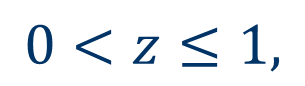 0 < z ≤ 1,